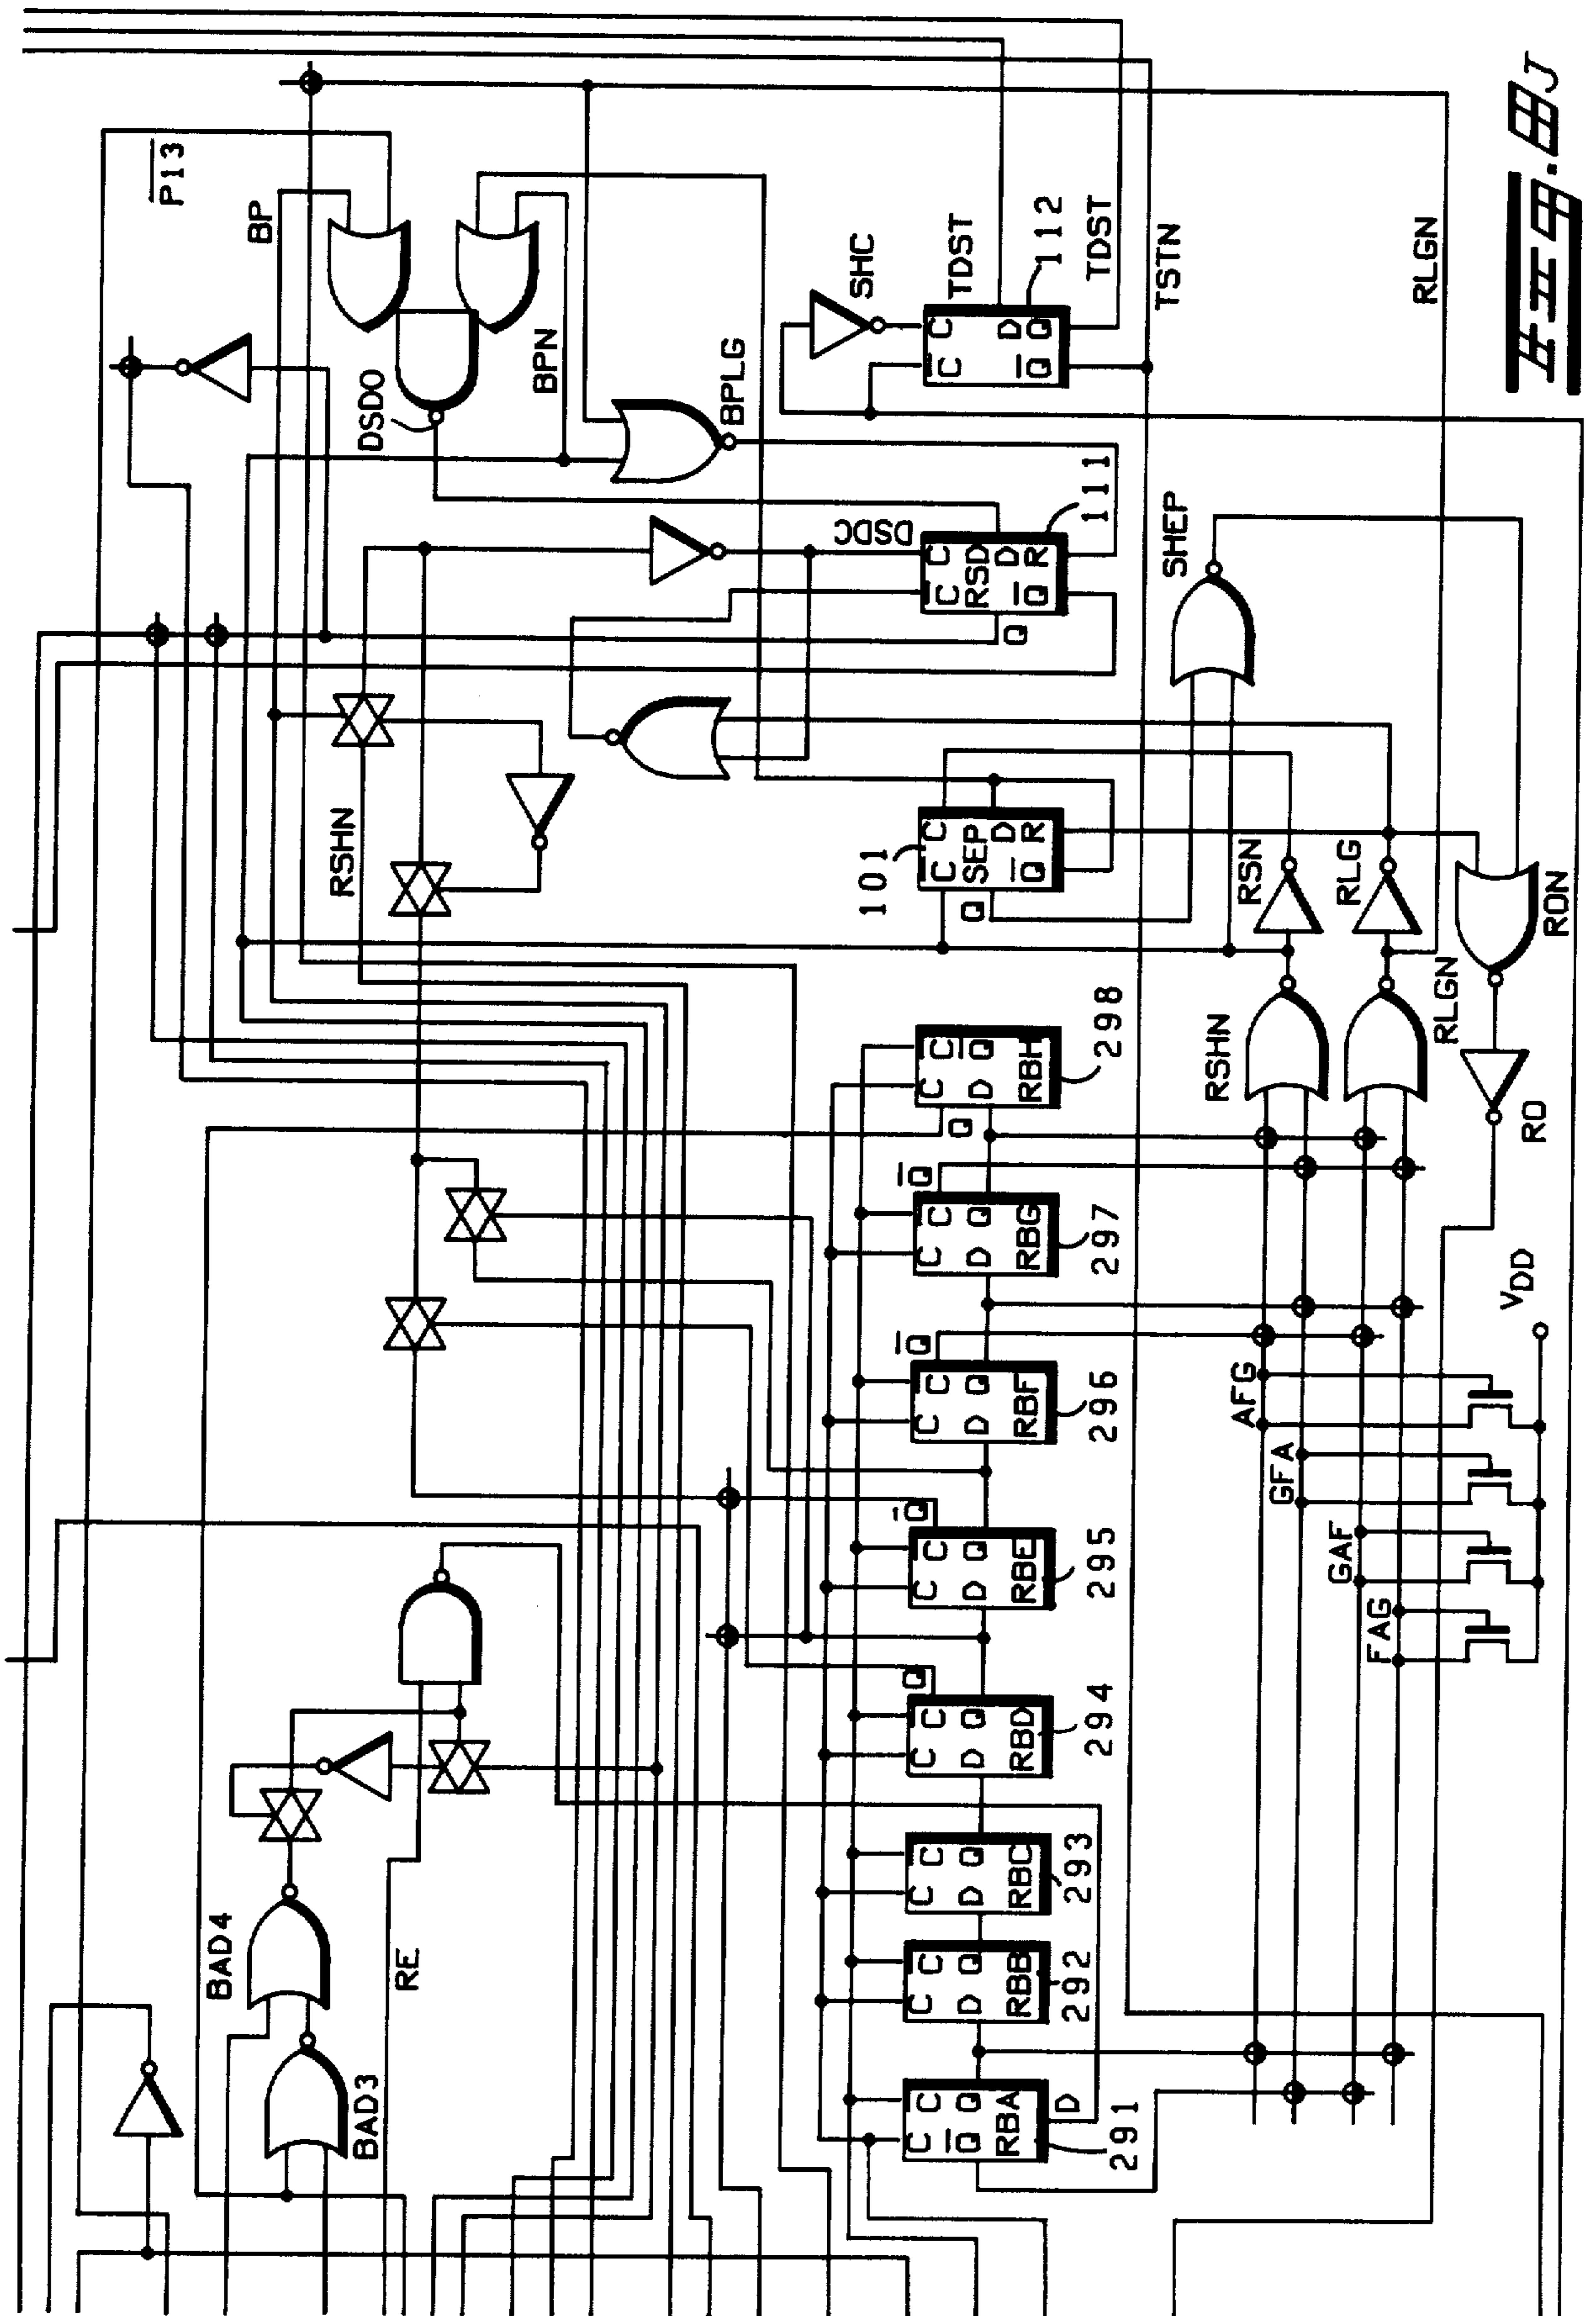 FIG. 8J
P13
BP
BPN
DSDO
BPLG
SHC
TDST
C C
D
Q Q
112
TDST
TSTN
RLGN
DSDC
C C
RSD
D
Q R
Q
111
SHEP
RSHN
101
C C
SEP
D
Q R
Q
RSN
RLG
RON
RLGN
RSHN
RO
C C
D Q
RBH
Q
298
Q
C C
D Q
RBG
297
Q
C C
D Q
RBF
296
Q
C C
D Q
RBE
295
Q
C C
D Q
RBD
294
C C
D Q
RBC
293
C C
D Q
RBB
292
C C
Q Q
RBA
D
291
VDD
AFG
GFA
GAF
FAG
BAD4
RE
BAD3